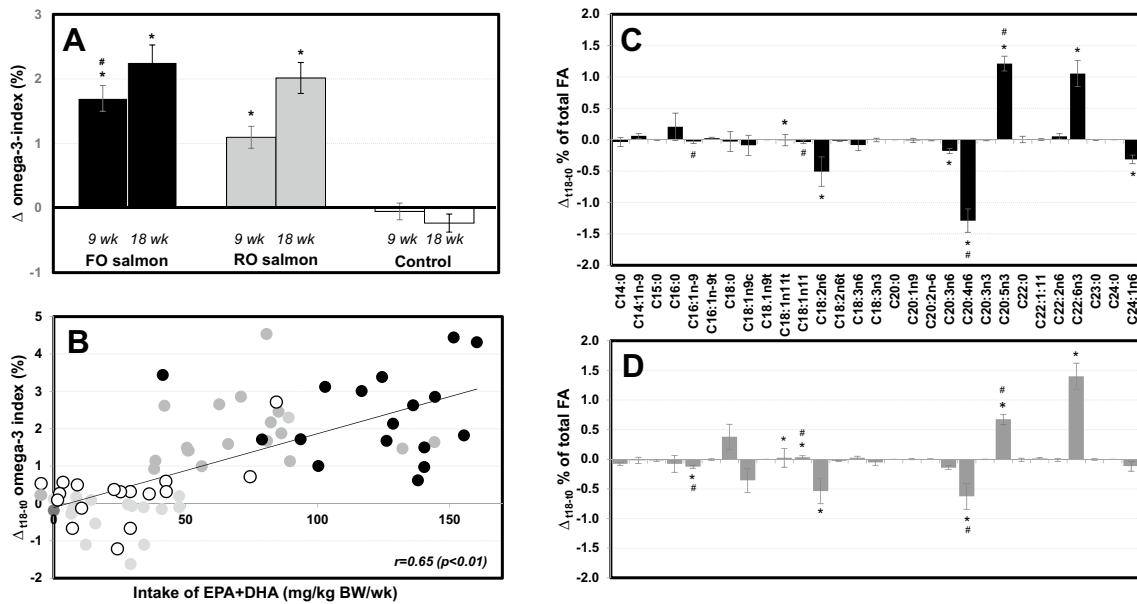 A
Δ omega-3-index (%)
3
2
1
0
-1
#
*
*
*
*
9 wk 18 wk
9 wk 18 wk
9 wk 18 wk
FO salmon
RO salmon
Control
B
Δt18-t0 omega-3 index (%)
5
4
3
2
1
0
-1
-2
0
50
100
150
r=0.65 (p<0.01)
Intake of EPA+DHA (mg/kg BW/wk)
C
Δt18-t0 % of total FA
2.0
1.5
1.0
0.5
0.0
-0.5
-1.0
-1.5
-2.0
#
*
#
*
*
*
#
#
*
*
*
C14:0
C14:1n-9
C15:0
C16:0
C16:1n-9
C16:1n-9t
C18:0
C18:1n9c
C18:1n9t
C18:1n11t
C18:1n11
C18:2n6
C18:2n6t
C18:3n6
C18:3n3
C20:0
C20:1n9
C20:2n-6
C20:3n6
C20:4n6
C20:3n3
C20:5n3
C22:0
C22:1:11
C22:2n6
C22:6n3
C23:0
C24:0
C24:1n6
D
Δt18-t0 % of total FA
2.0
1.5
1.0
0.5
0.0
-0.5
-1.0
-1.5
-2.0
*
#
*
#
*
*
*
#
#
*
*